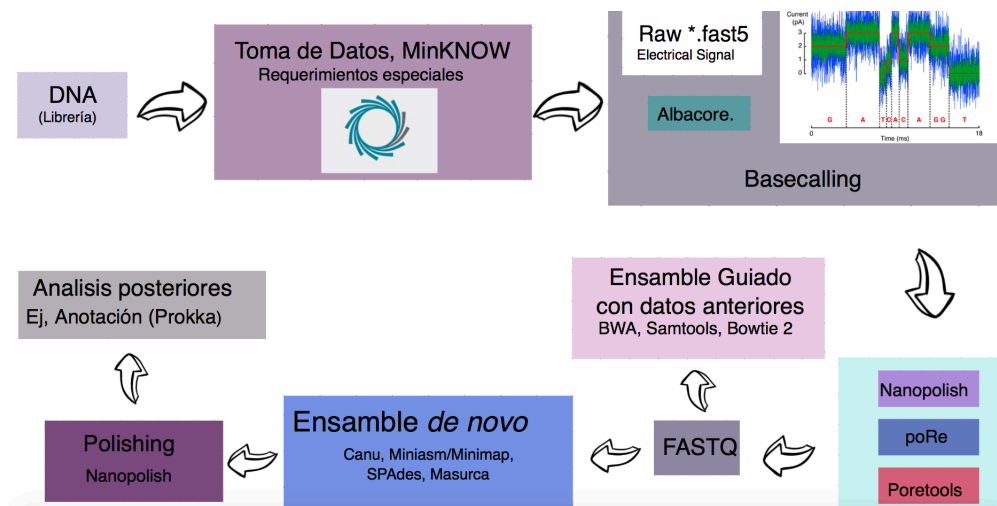 DNA
(Librería)
Toma de Datos, MinKNOW
Requerimientos especiales
Raw *.fast5
Electrical Signal
Albacore.
Current
(pA)
3
2
1
0
G A T C A C A G G T
0 18
Time (ms)
Basecalling
Analisis posteriores
Ej, Anotación (Prokka)
Ensamble Guiado
con datos anteriores
BWA, Samtools, Bowtie 2
Nanopolish
poRe
Poretools
FASTQ
Ensamble de novo
Canu, Miniasm/Minimap,
SPAdes, Masurca
Polishing
Nanopolish